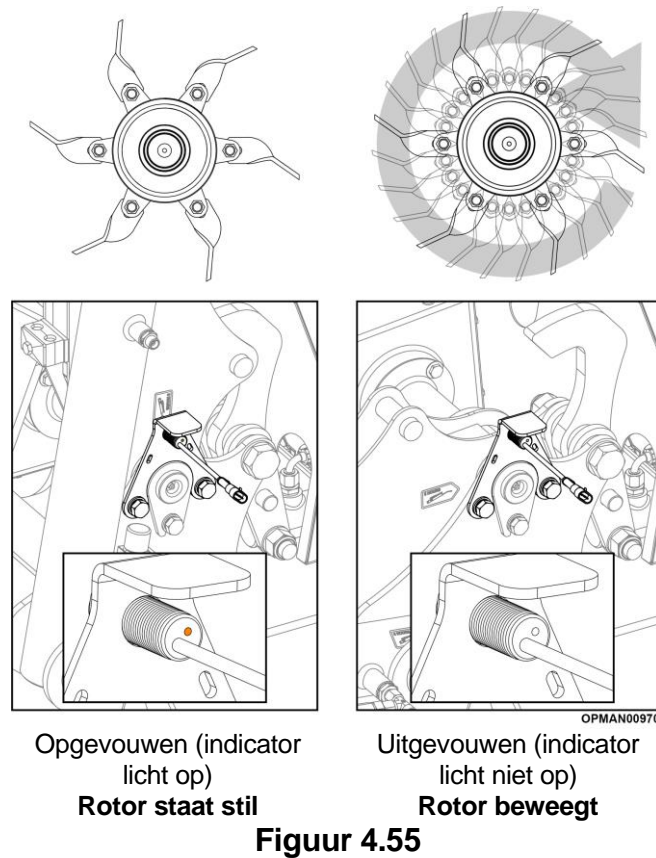 OPMAN00970
Opgevouwen (indicator
licht op)
Rotor staat stil
Uitgevouwen (indicator
licht niet op)
Rotor beweegt
Figuur 4.55